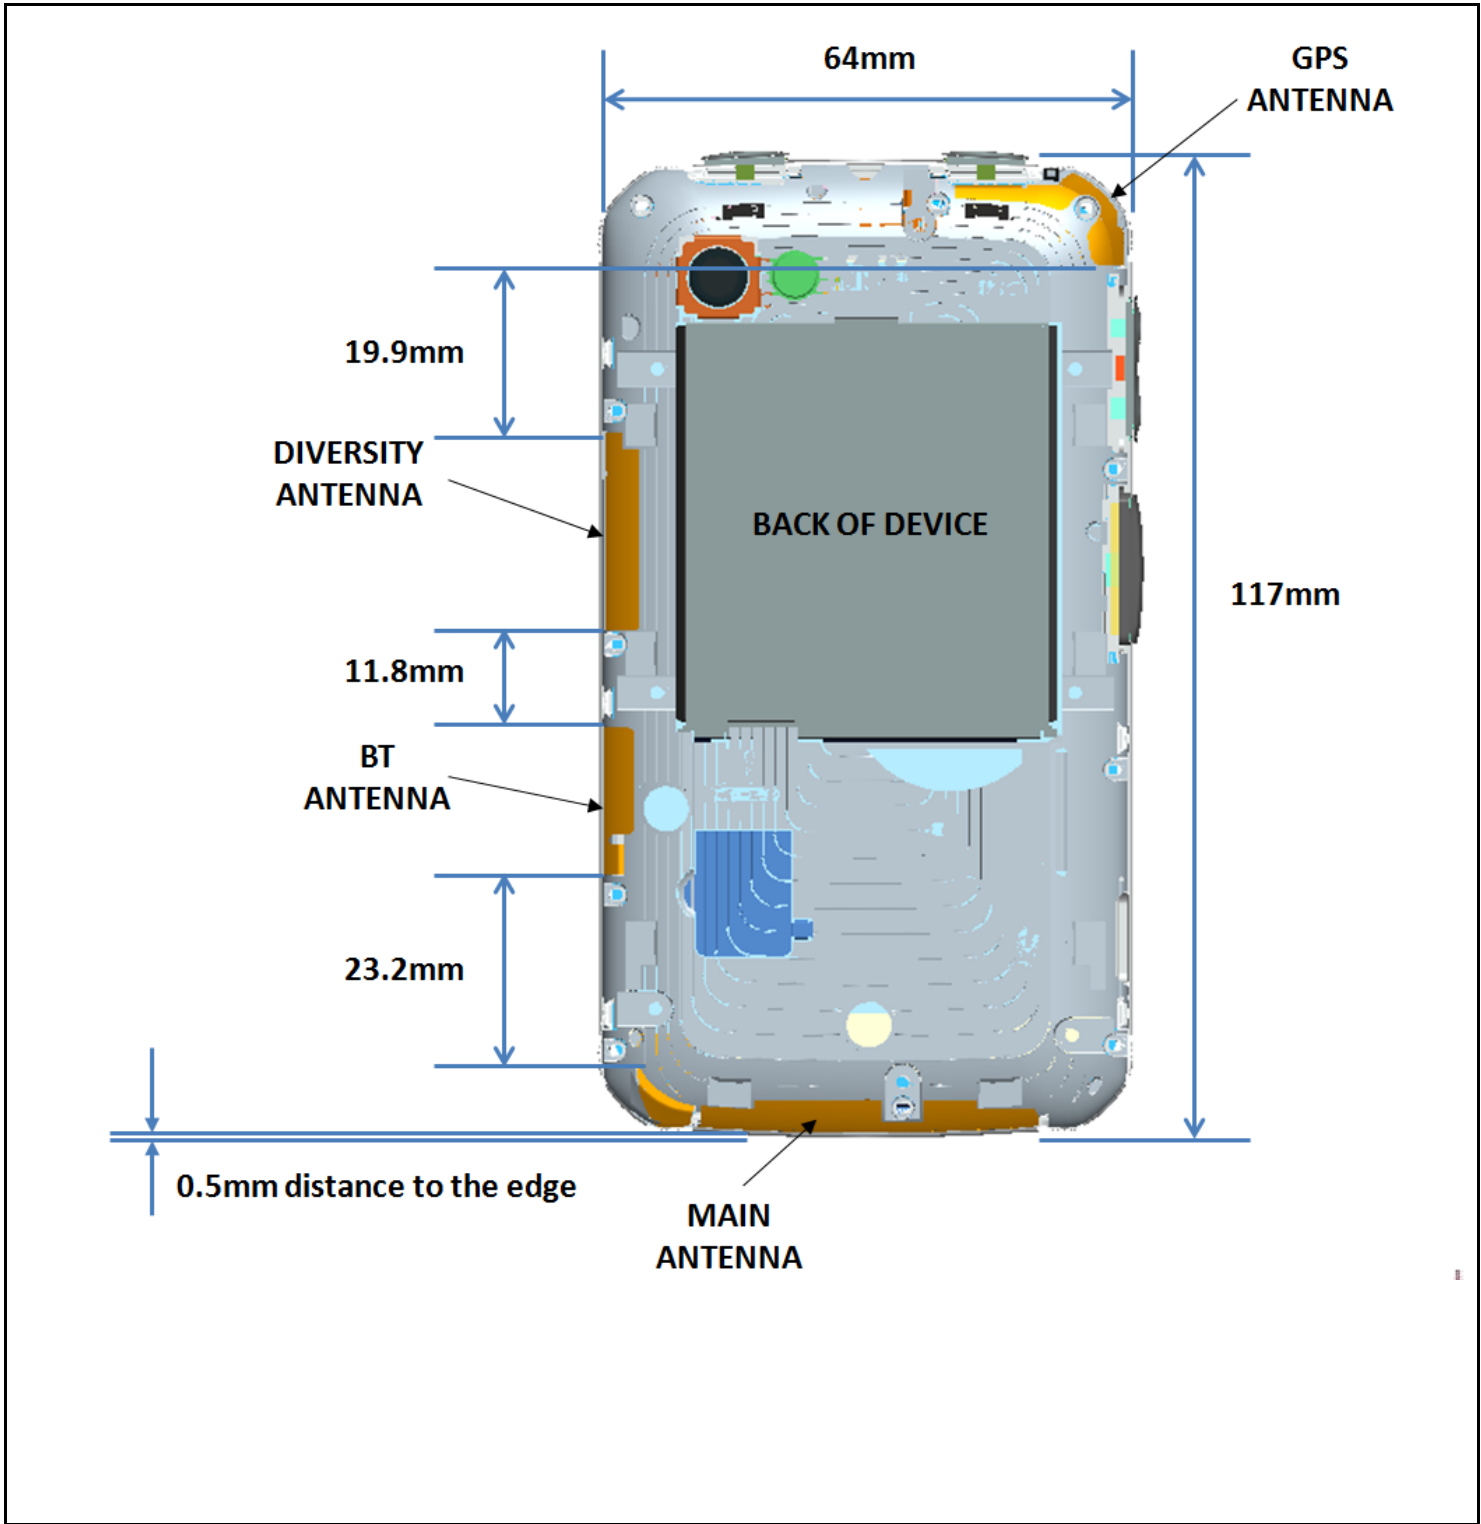 64mm
GPS
ANTENNA
19.9mm
DIVERSITY
ANTENNA
BACK OF DEVICE
117mm
11.8mm
BT
ANTENNA
23.2mm
0.5mm distance to the edge
MAIN
ANTENNA